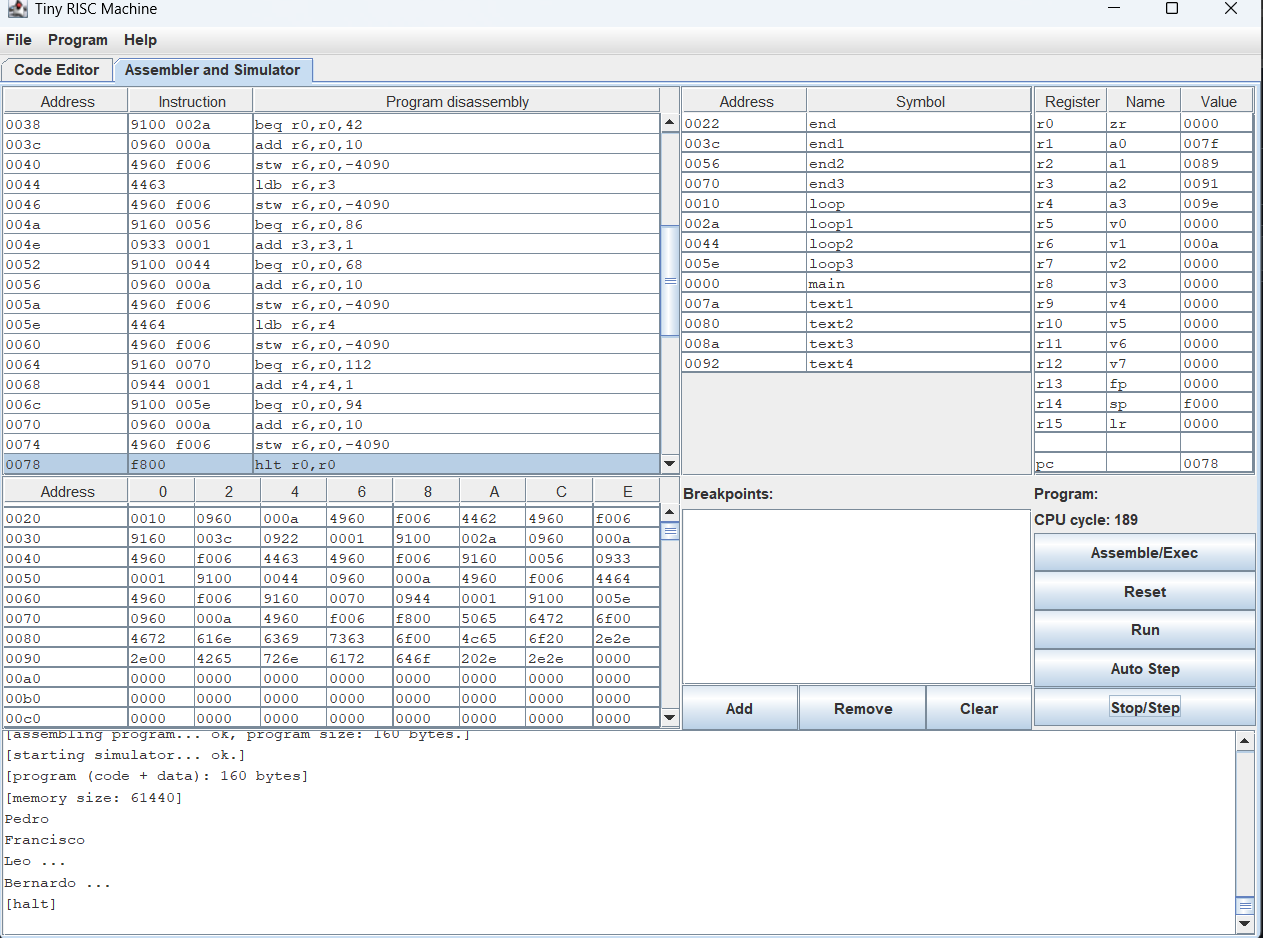 Tiny RISC Machine
File Program Help
Code Editor Assembler and Simulator
Address Instruction Program disassembly
0038 9100 002a beq r0,r0,42
003c 0960 000a add r6,r0,10
0040 4960 f006 stw r6,r0,-4090
0044 4463 ldb r6,r3
0046 4960 f006 stw r6,r0,-4090
004a 9160 0056 beq r6,r0,86
004e 0933 0001 add r3,r3,1
0052 9100 0044 beq r0,r0,68
0056 0960 000a add r6,r0,10
005a 4960 f006 stw r6,r0,-4090
005e 4464 ldb r6,r4
0060 4960 f006 stw r6,r0,-4090
0064 9160 0070 beq r6,r0,112
0068 0944 0001 add r4,r4,1
006c 9100 005e beq r0,r0,94
0070 0960 000a add r6,r0,10
0074 4960 f006 stw r6,r0,-4090
0078 f800 hlt r0,r0
Address Symbol
0022 end
003c end1
0056 end2
0070 end3
0010 loop
002a loop1
0044 loop2
005e loop3
0000 main
007a text1
0080 text2
008a text3
0092 text4
Register Name Value
r0 zr 0000
r1 a0 007f
r2 a1 0089
r3 a2 0091
r4 a3 009e
r5 v0 0000
r6 v1 000a
r7 v2 0000
r8 v3 0000
r9 v4 0000
r10 v5 0000
r11 v6 0000
r12 v7 0000
r13 fp 0000
r14 sp f000
r15 lr 0000
pc 0078
Address 0 2 4 6 8 A C E
0020 0010 0960 000a 4960 f006 4462 4960 f006
0030 9160 003c 0922 0001 9100 002a 0960 000a
0040 4960 f006 4463 4960 f006 9160 0056 0933
0050 0001 9100 0044 0960 000a 4960 f006 4464
0060 4960 f006 9160 0070 0944 0001 9100 005e
0070 0960 000a 4960 f006 f800 5065 6472 6f00
0080 4672 616e 6369 7363 6f00 4c65 6f20 2e2e
0090 2e00 4265 726e 6172 646f 202e 2e2e 0000
00a0 0000 0000 0000 0000 0000 0000 0000 0000
00b0 0000 0000 0000 0000 0000 0000 0000 0000
00c0 0000 0000 0000 0000 0000 0000 0000 0000
Breakpoints:
Add Remove Clear
Program:
CPU cycle: 189
Assemble/Exec
Reset
Run
Auto Step
Stop/Step
[assembling program... ok, program size: 160 bytes.]
[starting simulator... ok.]
[program (code + data): 160 bytes]
[memory size: 61440]
Pedro
Francisco
Leo ...
Bernardo ...
[halt]